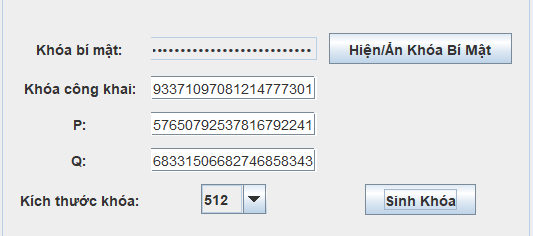 Khóa bí mật: •••••••••••••••••••••••••••• Hiện/Ẩn Khóa Bí Mật
Khóa công khai: 93371097081214777301
P: 57650792537816792241
Q: 68331506682746858343
Kích thước khóa: 512 Sinh Khóa